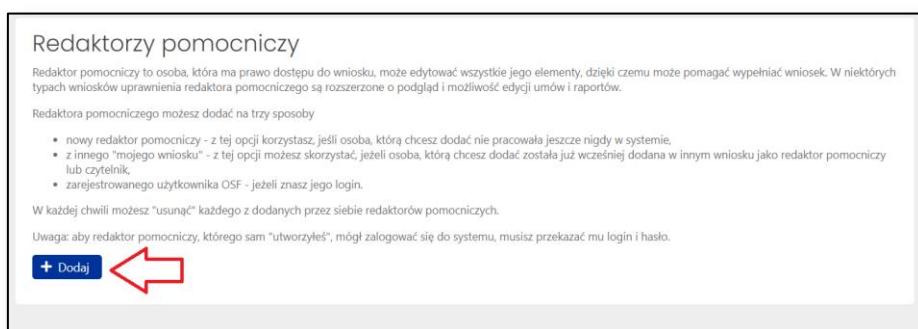 Redaktorzy pomocniczy
Redaktor pomocniczy to osoba, która ma prawo dostępu do wniosku, może edytować wszystkie jego elementy, dzięki czemu może pomagać wypełniać wniosek. W niektórych
typach wniosków uprawnienia redaktora pomocniczego są rozszerzone o podgląd i możliwość edycji umów i raportów.
Redaktora pomocniczego możesz dodać na trzy sposoby
• nowy redaktor pomocniczy - z tej opcji korzystasz, jeśli osoba, którą chcesz dodać nie pracowała jeszcze nigdy w systemie,
• z innego "mojego wniosku" - z tej opcji możesz skorzystać, jeżeli osoba, którą chcesz dodać została już wcześniej dodana w innym wniosku jako redaktor pomocniczy
lub czytelnik,
• zarejestrowanego użytkownika OSF - jeżeli znasz jego login.
W każdej chwili możesz "usunąć" każdego z dodanych przez siebie redaktorów pomocniczych.
Uwaga: aby redaktor pomocniczy, którego sam "utworzyłeś", mógł zalogować się do systemu, musisz przekazać mu login i hasło.
+ Dodaj